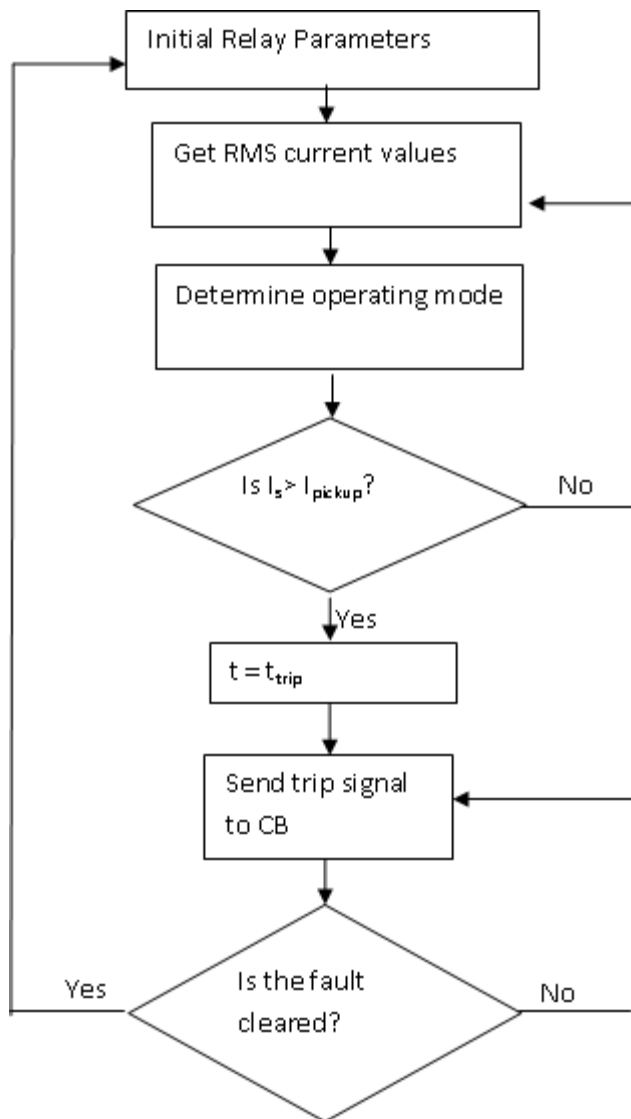 Initial Relay Parameters
Get RMS current values
Determine operating mode
Is Is> Ipickup?
No
Yes
t = ttrip
Send trip signal
to CB
Yes
Is the fault
cleared?
No